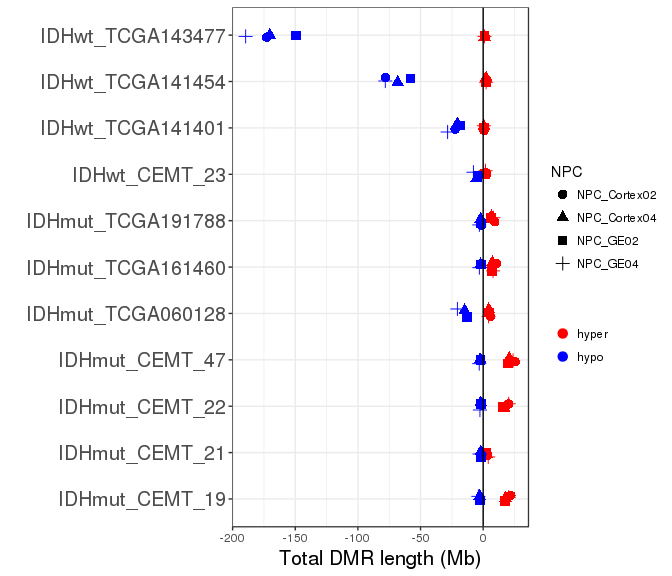 IDHwt_TCGA143477
IDHwt_TCGA141454
IDHwt_TCGA141401
IDHwt_CEMT_23
IDHmut_TCGA191788
IDHmut_TCGA161460
IDHmut_TCGA060128
IDHmut_CEMT_47
IDHmut_CEMT_22
IDHmut_CEMT_21
IDHmut_CEMT_19
-200 -150 -100 -50 0
Total DMR length (Mb)
NPC
NPC_Cortex02
NPC_Cortex04
NPC_GE02
NPC_GE04
hyper
hypo